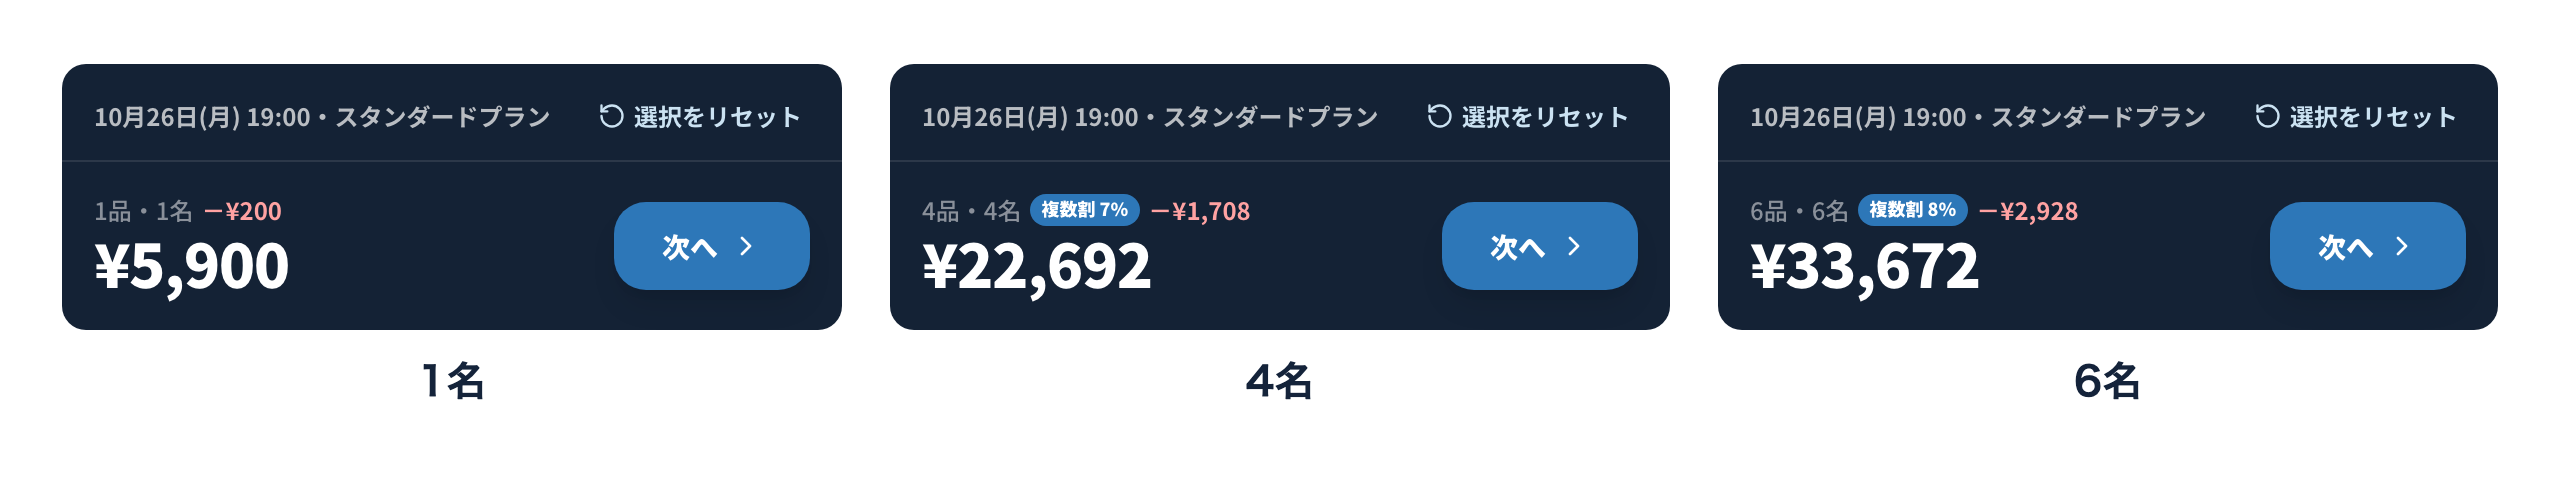 10月26日(月) 19:00・スタンダードプラン 選択をリセット
1品・1名 −¥200
¥5,900
次へ
1名
10月26日(月) 19:00・スタンダードプラン 選択をリセット
4品・4名 複数割 7% −¥1,708
¥22,692
次へ
4名
10月26日(月) 19:00・スタンダードプラン 選択をリセット
6品・6名 複数割 8% −¥2,928
¥33,672
次へ
6名